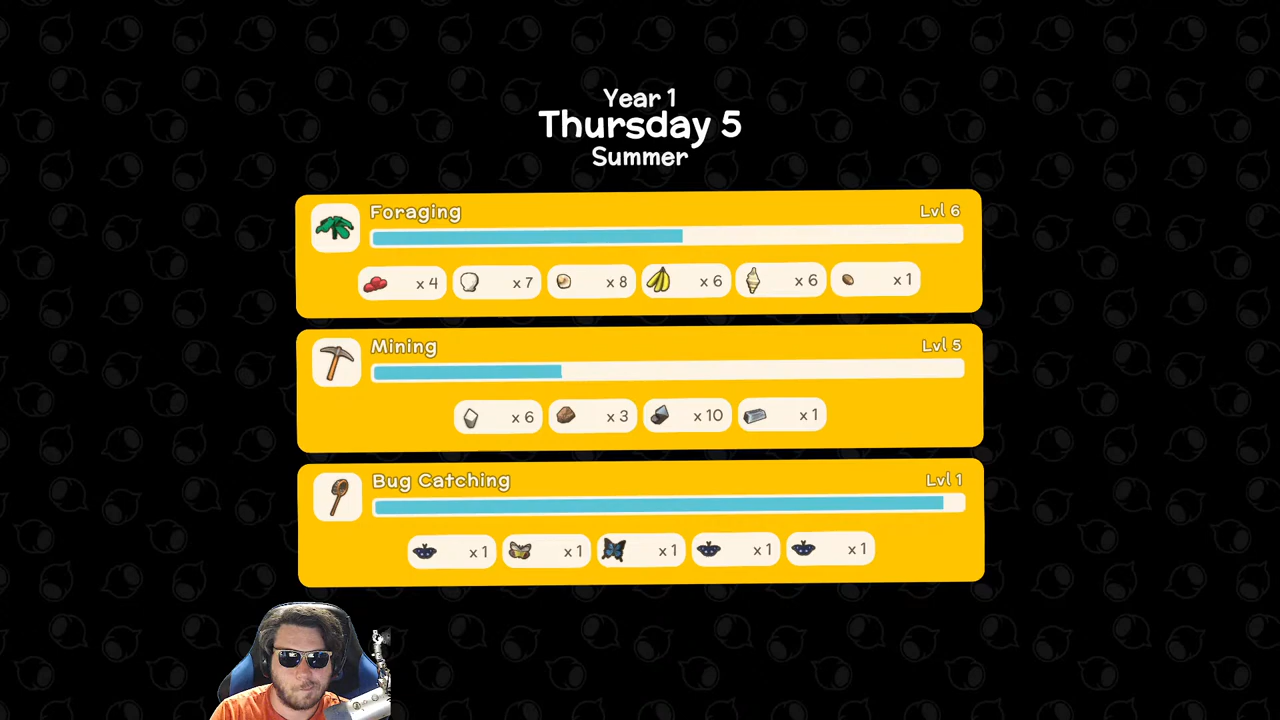 Year 1
Thursday 5
Summer
Foraging Lvl 6
x 4 x 7 x 8 x 6 x 6 x 1
Mining Lvl 5
x 6 x 3 x 10 x 1
Bug Catching Lvl 1
x 1 x 1 x 1 x 1 x 1